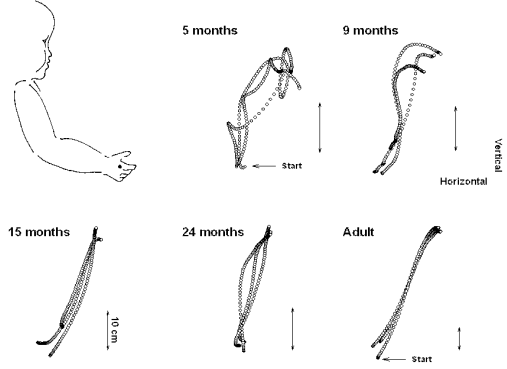 5 months
9 months
Start
Vertical
Horizontal
15 months
24 months
Adult
10 cm
Start